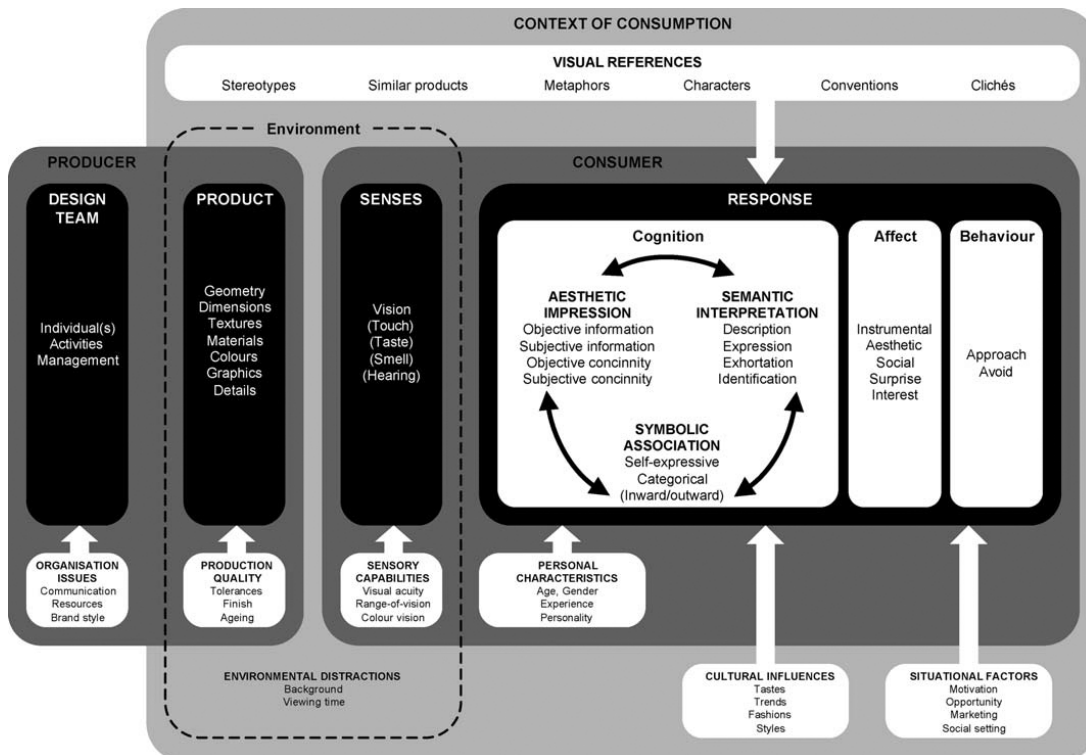 CONTEXT OF CONSUMPTION
VISUAL REFERENCES
Stereotypes Similar products Metaphors Characters Conventions Clichés
Environment
PRODUCER
CONSUMER
DESIGN
TEAM
Individual(s)
Activities
Management
PRODUCT
Geometry
Dimensions
Textures
Materials
Colours
Graphics
Details
SENSES
Vision
(Touch)
(Taste)
(Smell)
(Hearing)
RESPONSE
Cognition
AESTHETIC
IMPRESSION
Objective information
Subjective information
Objective concinnity
Subjective concinnity
SEMANTIC
INTERPRETATION
Description
Expression
Exhortation
Identification
SYMBOLIC
ASSOCIATION
Self-expressive
Categorical
(Inward/outward)
Affect
Instrumental
Aesthetic
Social
Surprise
Interest
Behaviour
Approach
Avoid
ORGANISATION
ISSUES
Communication
Resources
Brand style
PRODUCTION
QUALITY
Tolerances
Finish
Ageing
SENSORY
CAPABILITIES
Visual acuity
Range-of-vision
Colour vision
PERSONAL
CHARACTERISTICS
Age, Gender
Experience
Personality
ENVIRONMENTAL DISTRACTIONS
Background
Viewing time
CULTURAL INFLUENCES
Tastes
Trends
Fashions
Styles
SITUATIONAL FACTORS
Motivation
Opportunity
Marketing
Social setting